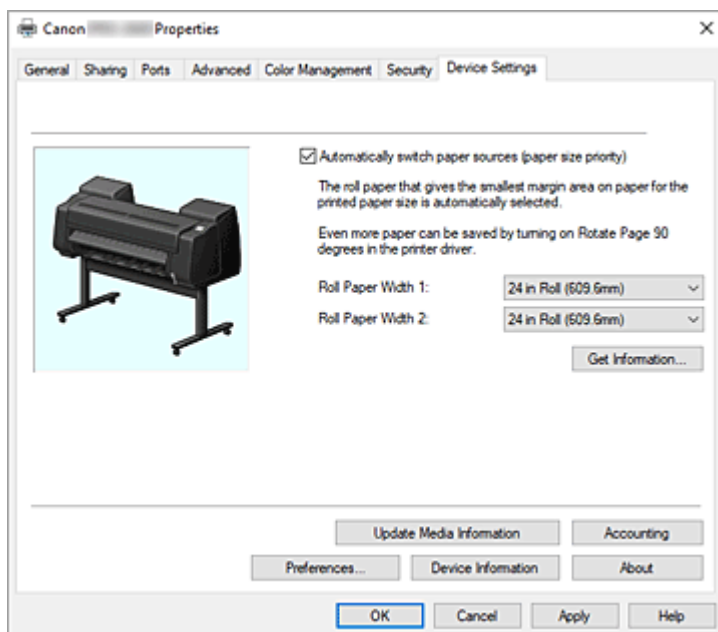 Canon Properties
General Sharing Ports Advanced Color Management Security Device Settings
Automatically switch paper sources (paper size priority)
The roll paper that gives the smallest margin area on paper for the
printed paper size is automatically selected.
Even more paper can be saved by turning on Rotate Page 90
degrees in the printer driver.
Roll Paper Width 1: 24 in Roll (609.6mm)
Roll Paper Width 2: 24 in Roll (609.6mm)
Get Information...
Update Media Information Accounting
Preferences... Device Information About
OK Cancel Apply Help